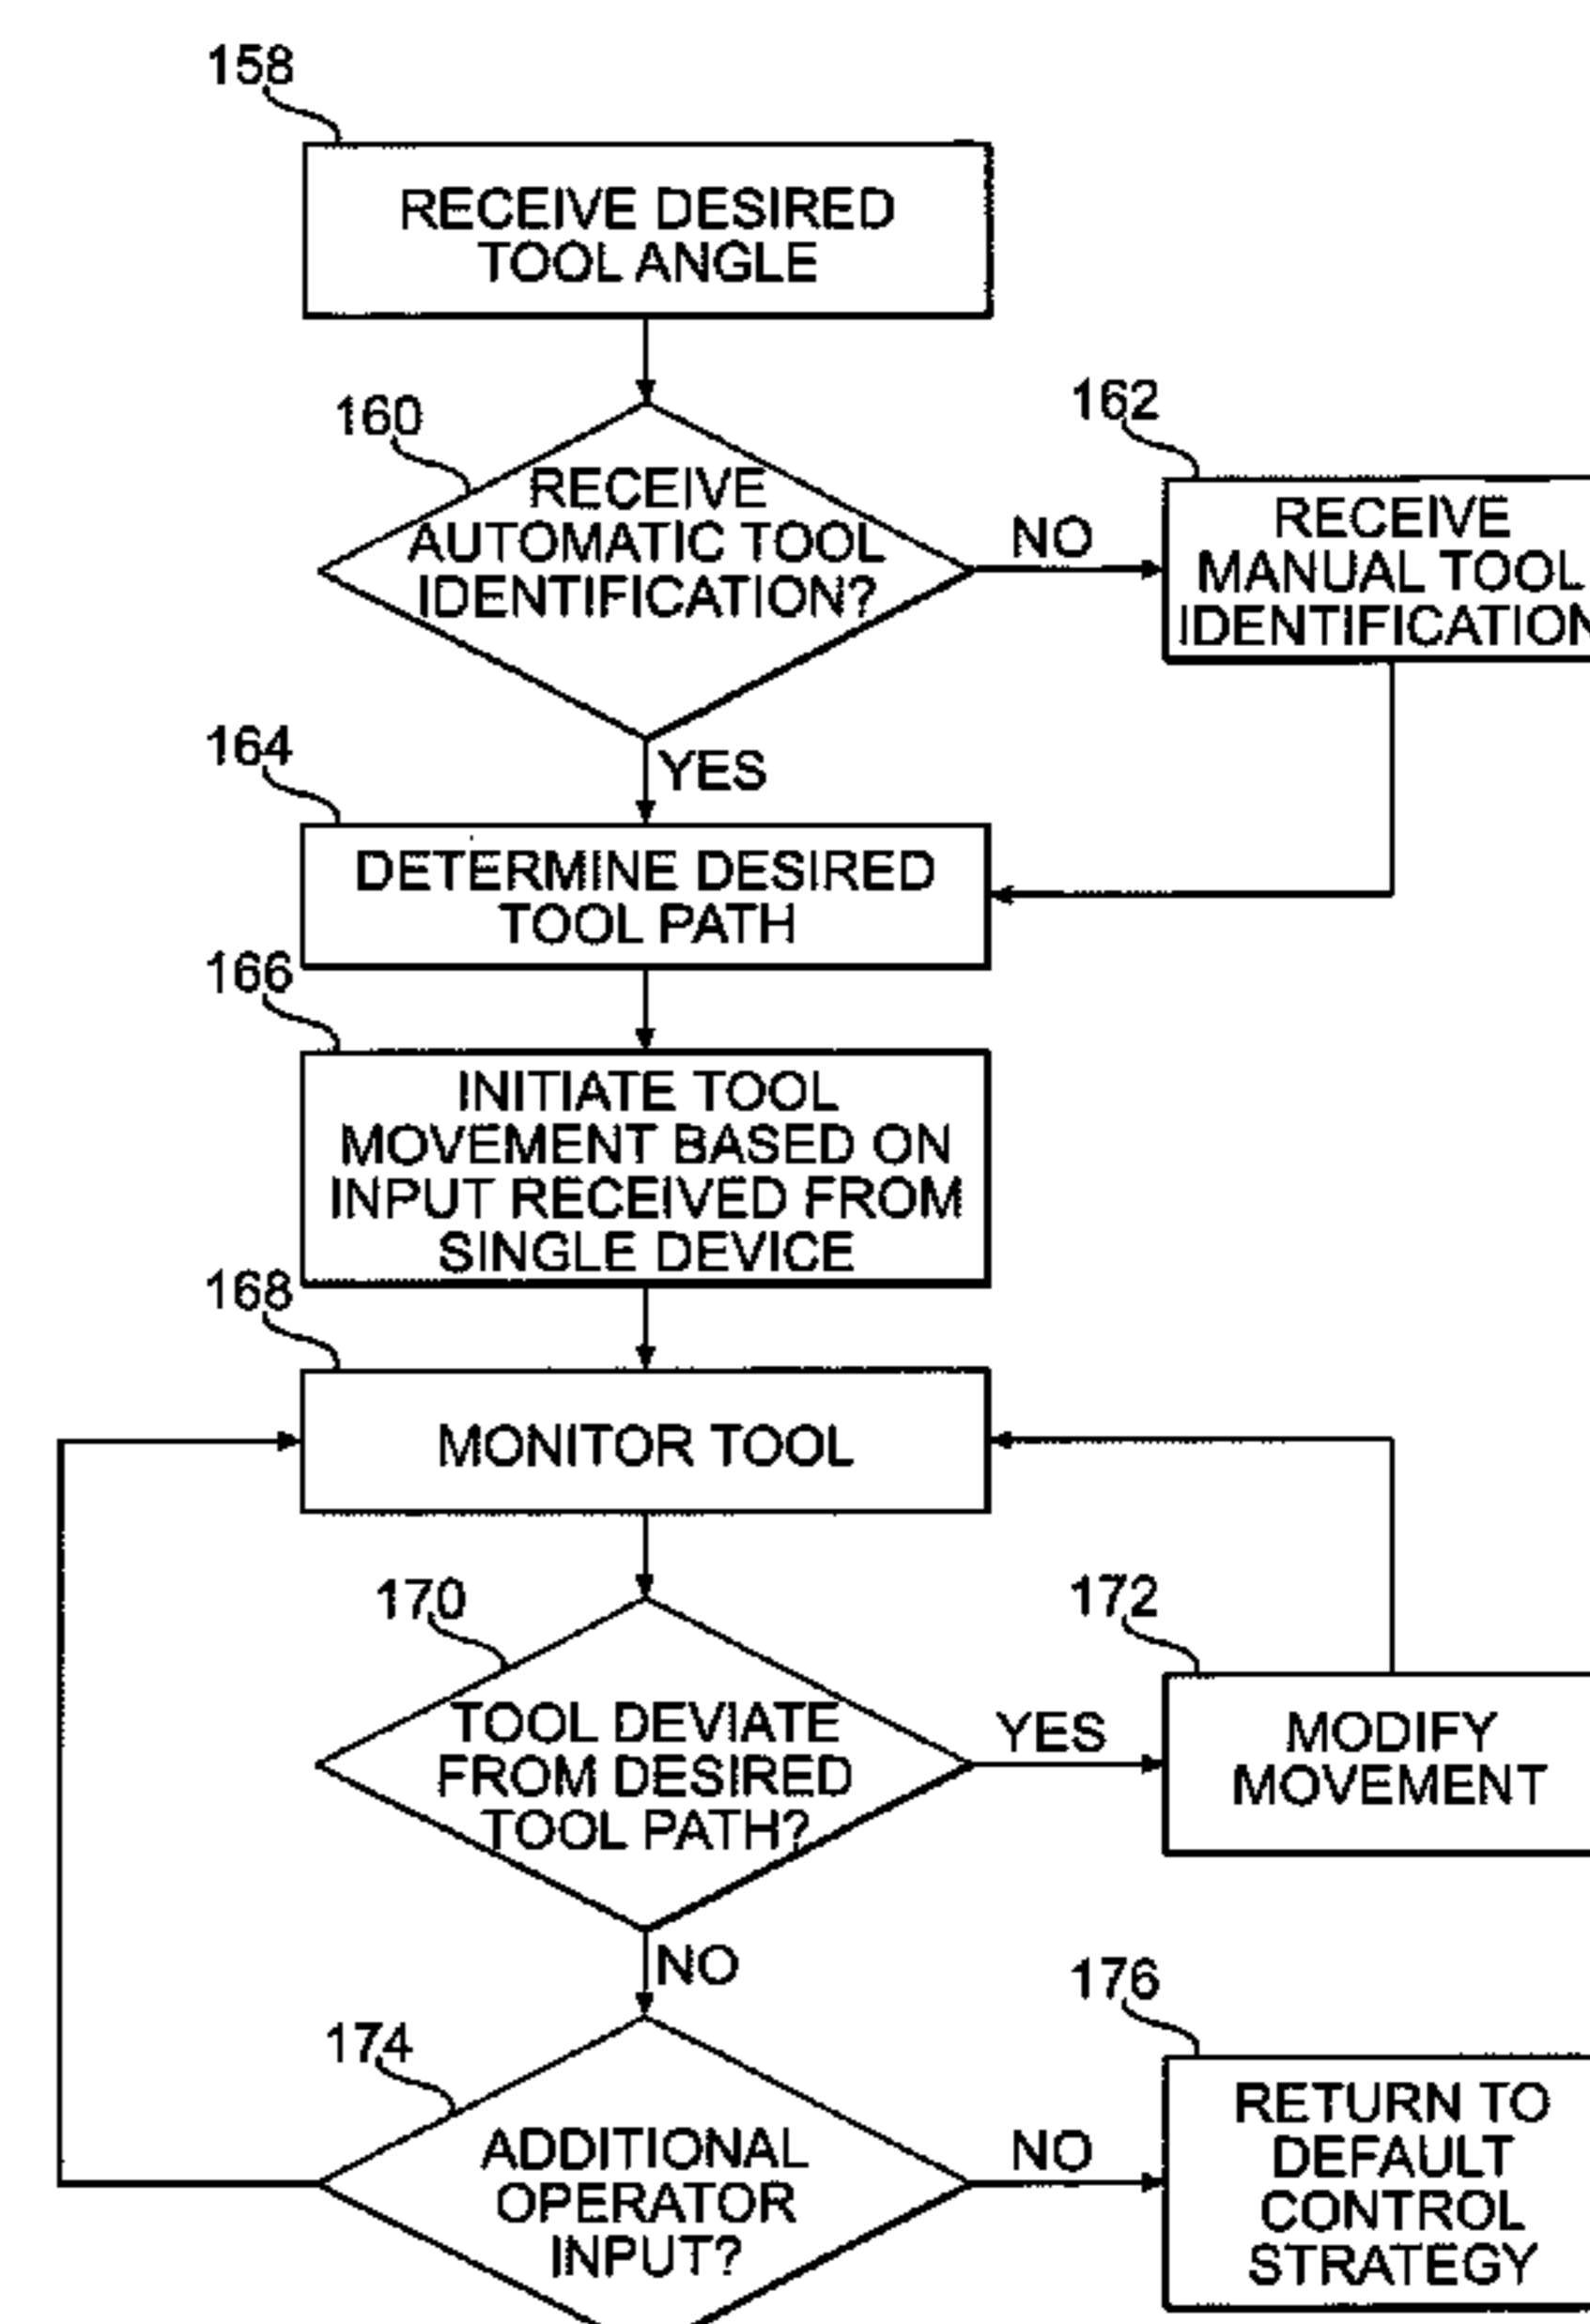 158
RECEIVE DESIRED
TOOL ANGLE
160
RECEIVE
AUTOMATIC TOOL
IDENTIFICATION?
NO
162
RECEIVE
MANUAL TOOL
IDENTIFICATION
YES
164
DETERMINE DESIRED
TOOL PATH
166
INITIATE TOOL
MOVEMENT BASED ON
INPUT RECEIVED FROM
SINGLE DEVICE
168
MONITOR TOOL
170
TOOL DEVIATE
FROM DESIRED
TOOL PATH?
YES
172
MODIFY
MOVEMENT
NO
174
ADDITIONAL
OPERATOR
INPUT?
NO
176
RETURN TO
DEFAULT
CONTROL
STRATEGY